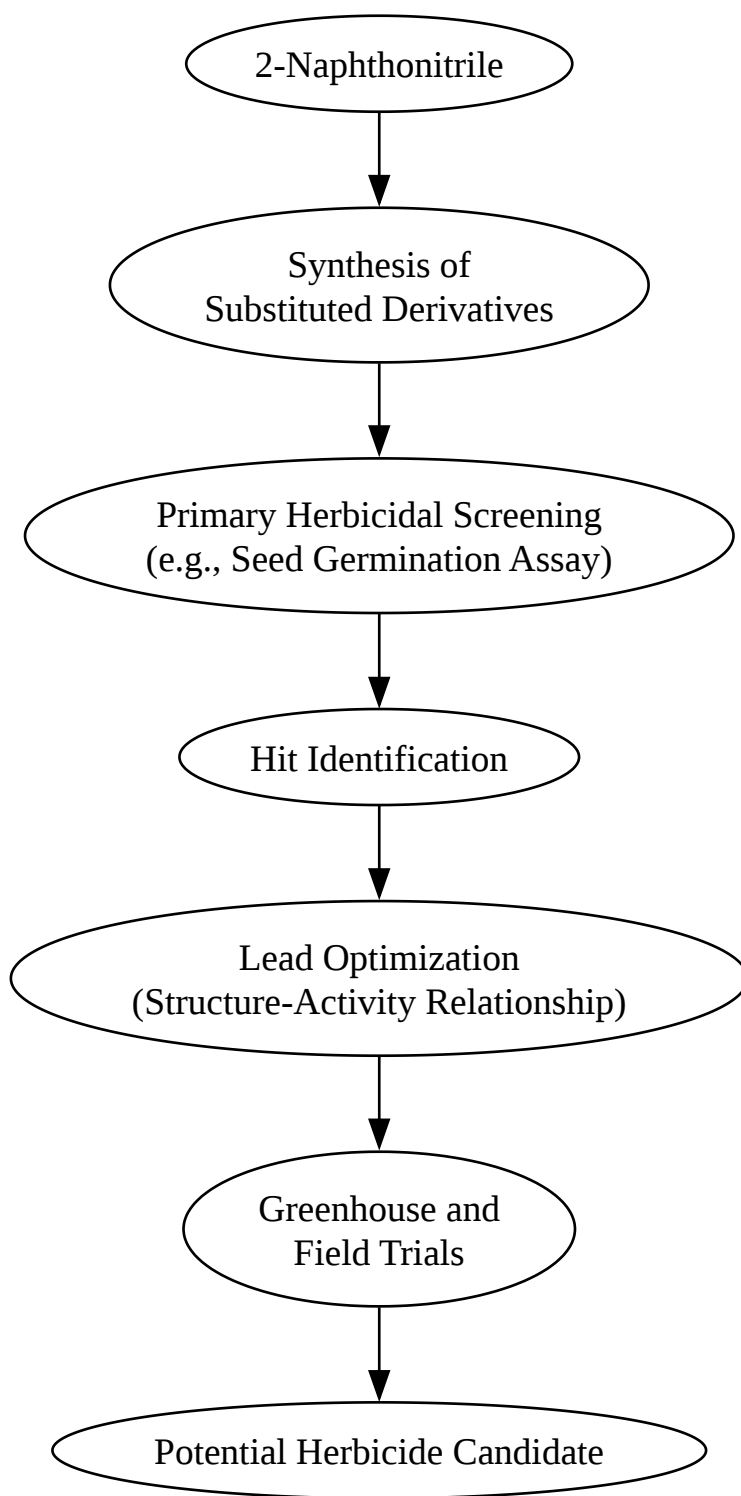 2-Naphthonitrile
Synthesis of
Substituted Derivatives
Primary Herbicidal Screening
(e.g., Seed Germination Assay)
Hit Identification
Lead Optimization
(Structure-Activity Relationship)
Greenhouse and
Field Trials
Potential Herbicide Candidate